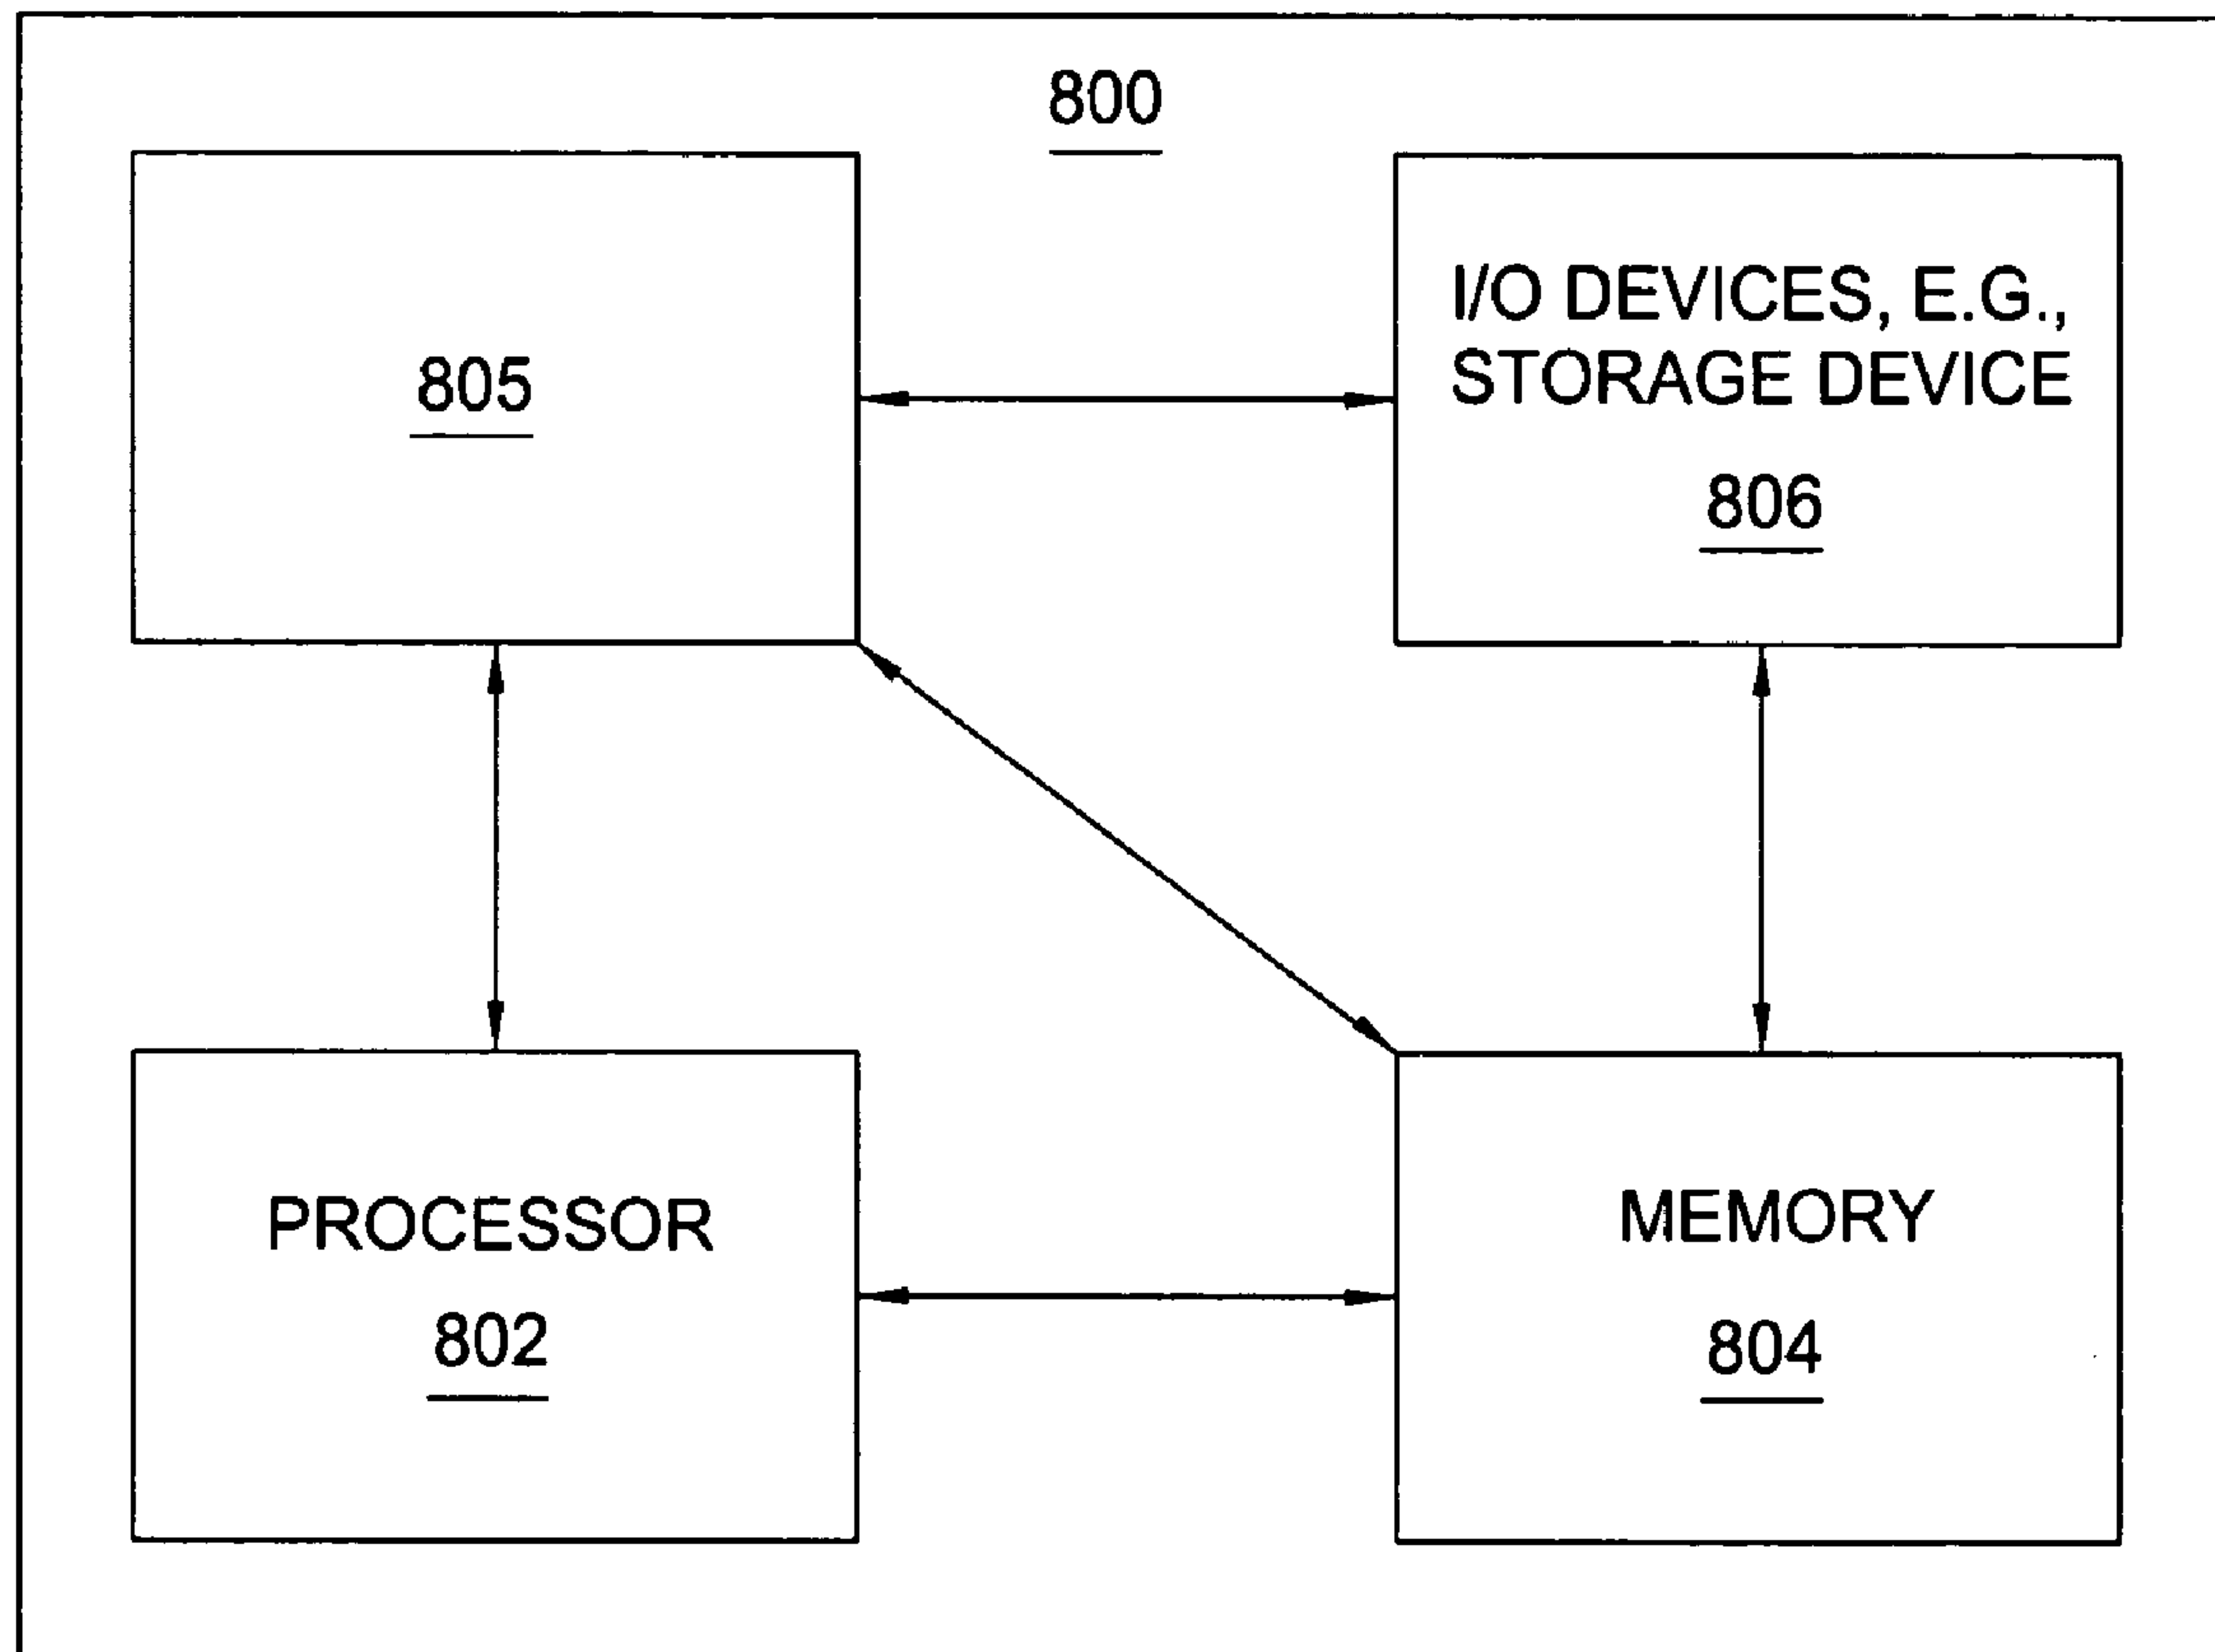 800
805
I/O DEVICES, E.G.,
STORAGE DEVICE
806
PROCESSOR
802
MEMORY
804